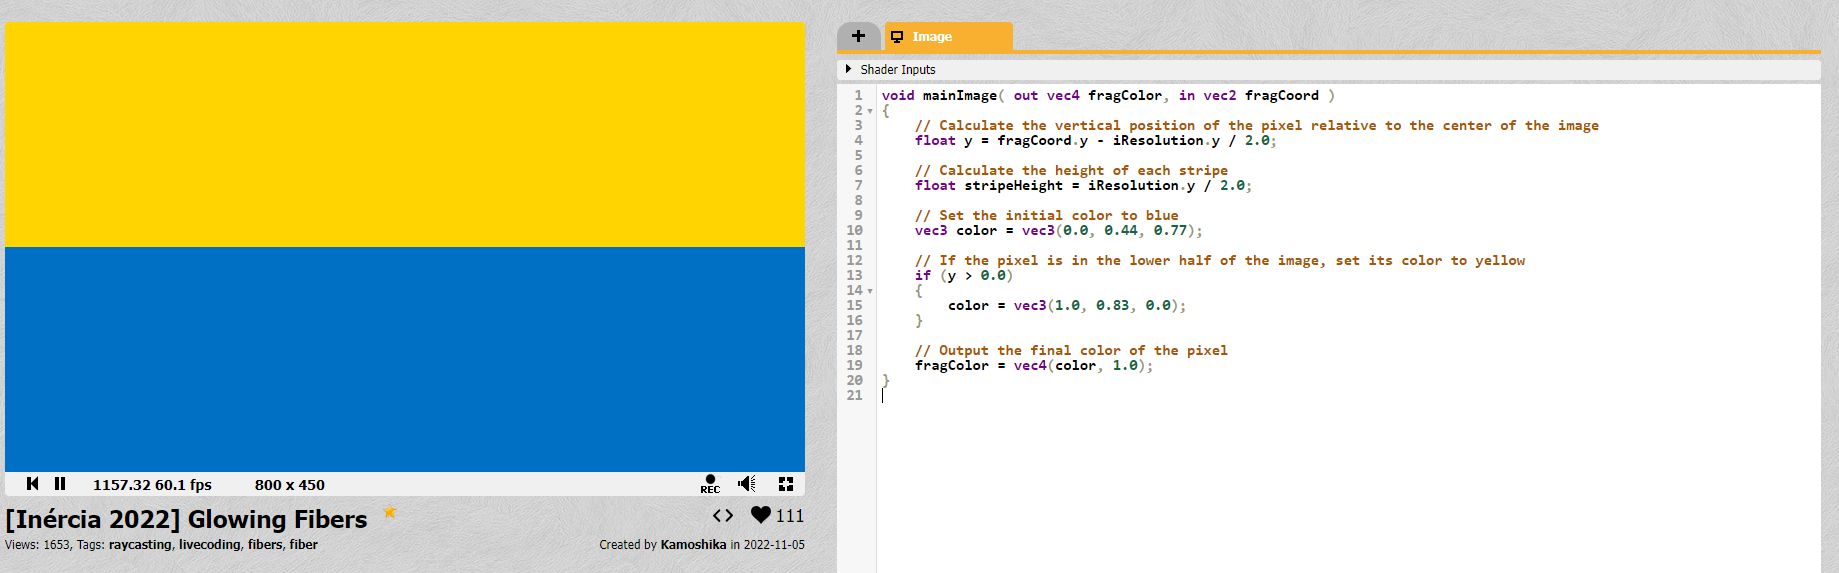 1157.32 60.1 fps 800 x 450 REC
[Inércia 2022] Glowing Fibers 111
Views: 1653, Tags: raycasting, livecoding, fibers, fiber Created by Kamoshika in 2022-11-05
+ Image
Shader Inputs
1 void mainImage( out vec4 fragColor, in vec2 fragCoord )
2 {
3 // Calculate the vertical position of the pixel relative to the center of the image
4 float y = fragCoord.y - iResolution.y / 2.0;
5
6 // Calculate the height of each stripe
7 float stripeHeight = iResolution.y / 2.0;
8
9 // Set the initial color to blue
10 vec3 color = vec3(0.0, 0.44, 0.77);
11
12 // If the pixel is in the lower half of the image, set its color to yellow
13 if (y > 0.0)
14 {
15 color = vec3(1.0, 0.83, 0.0);
16 }
17
18 // Output the final color of the pixel
19 fragColor = vec4(color, 1.0);
20 }
21